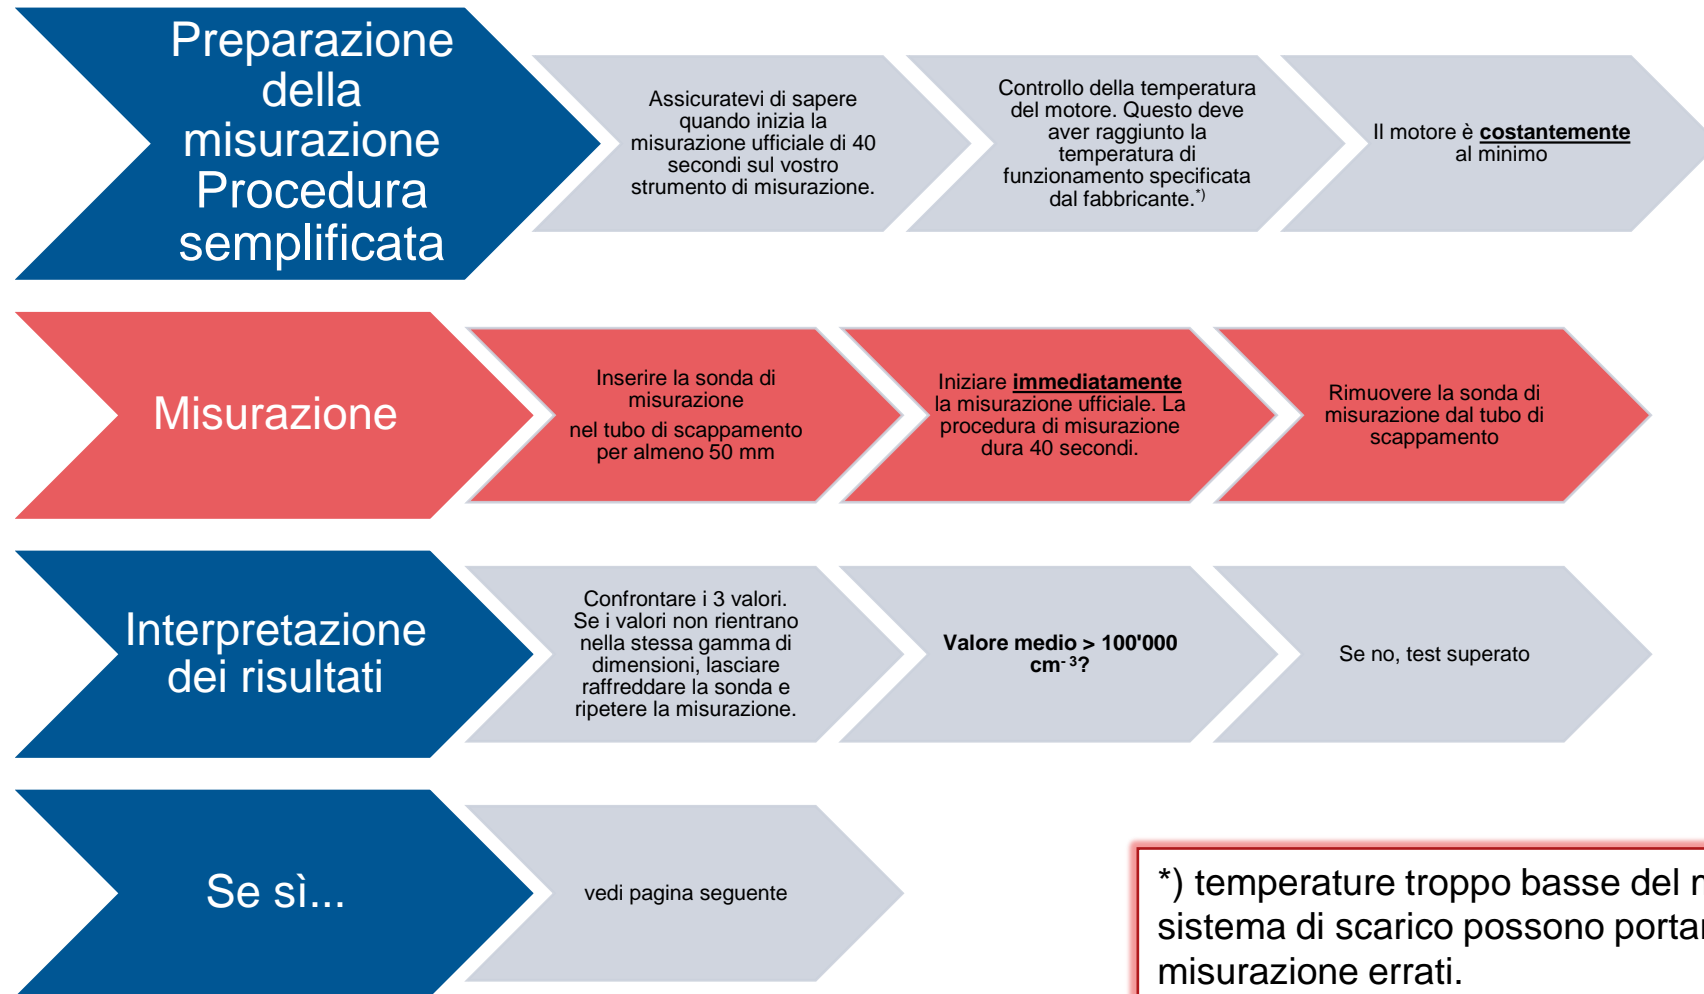 Preparazione
della
misurazione
Procedura
semplificata
Assicuratevi di sapere
quando inizia la
misurazione ufficiale di 40
secondi sul vostro
strumento di misurazione.
Controllo della temperatura
del motore. Questo deve
aver raggiunto la
temperatura di
funzionamento specificata
dal fabbricante.*)
Il motore è costantemente
al minimo
Misurazione
Inserire la sonda di
misurazione
nel tubo di scappamento
per almeno 50 mm
Iniziare immediatamente
la misurazione ufficiale. La
procedura di misurazione
dura 40 secondi.
Rimuovere la sonda di
misurazione dal tubo di
scappamento
Interpretazione
dei risultati
Confrontare i 3 valori.
Se i valori non rientrano
nella stessa gamma di
dimensioni, lasciare
raffreddare la sonda e
ripetere la misurazione.
Valore medio > 100'000
cm⁻³?
Se no, test superato
Se sì...
vedi pagina seguente
*) temperature troppo basse del
sistema di scarico possono
misurazione errati.